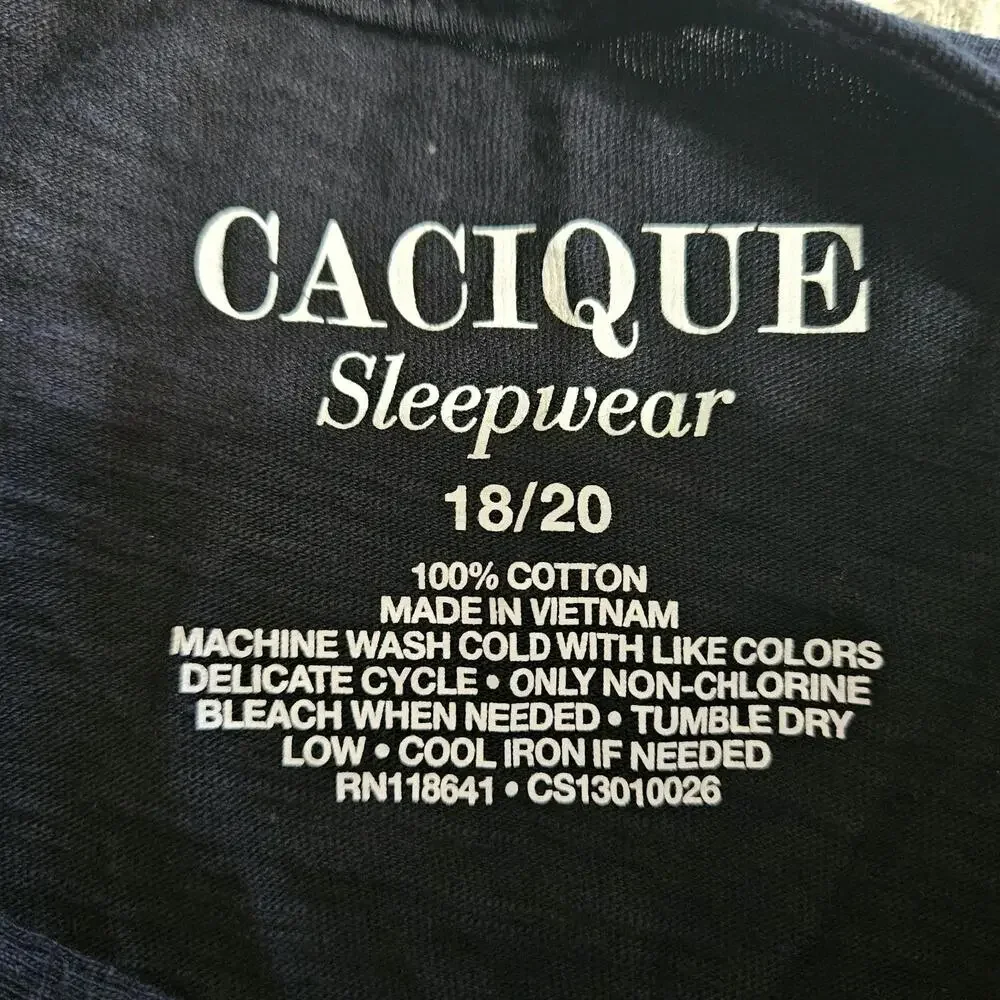 CACIQUE
Sleepwear
18/20
100% COTTON
MADE IN VIETNAM
MACHINE WASH COLD WITH LIKE COLORS
DELICATE CYCLE • ONLY NON-CHLORINE
BLEACH WHEN NEEDED • TUMBLE DRY
LOW • COOL IRON IF NEEDED
RN118641 • CS13010026